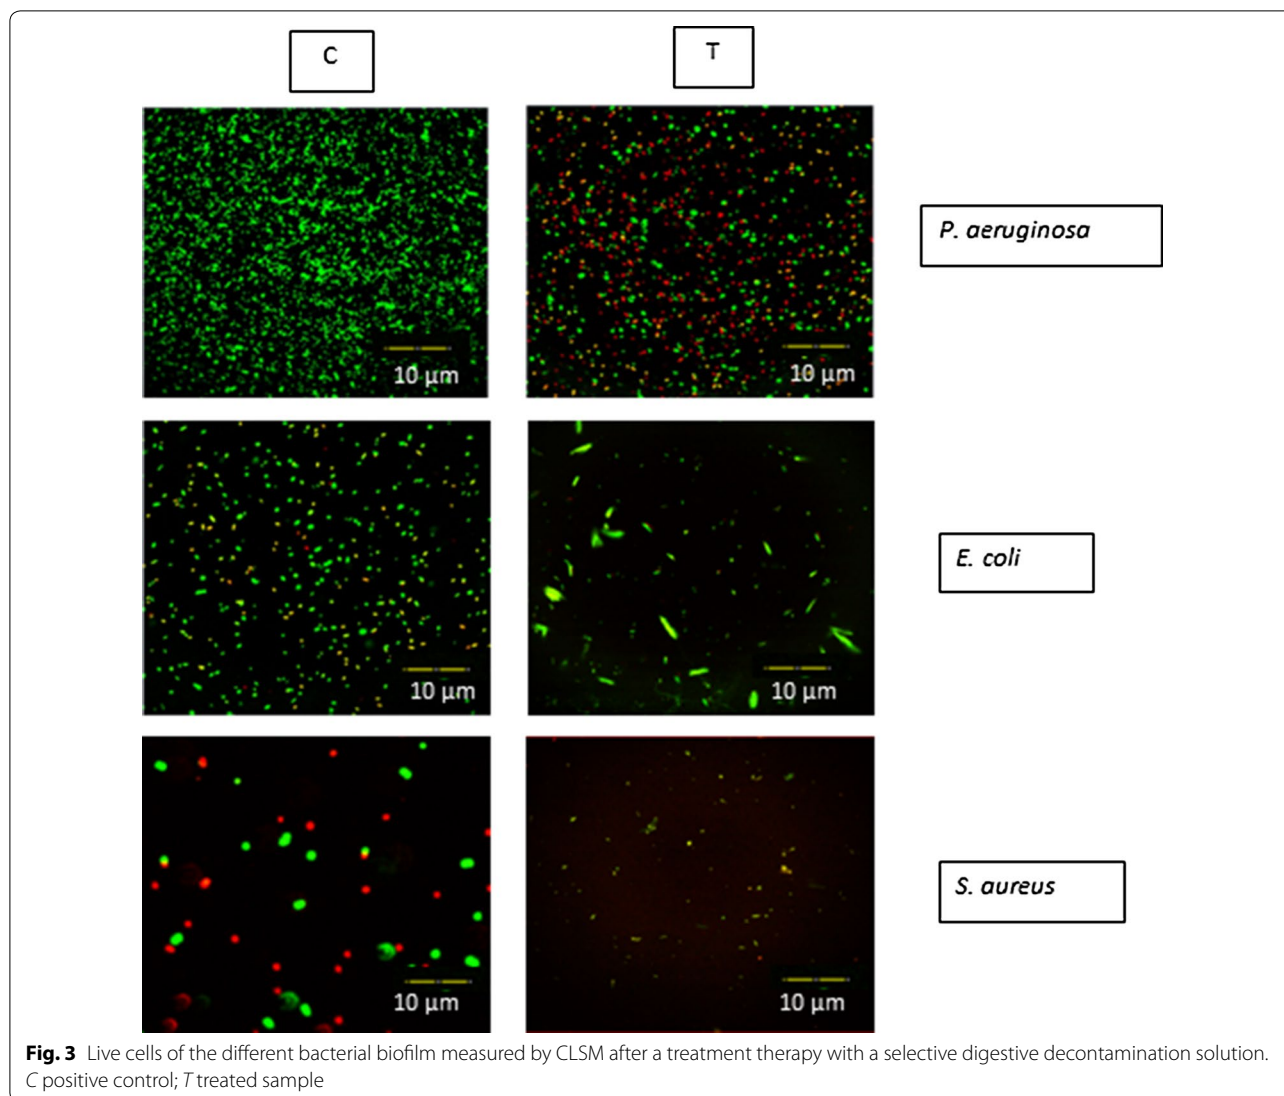 C
T
P. aeruginosa
10 µm
10 µm
E. coli
10 µm
10 µm
S. aureus
10 µm
10 µm
Fig. 3 Live cells of the different bacterial biofilm measured by CLSM after a treatment therapy with a selective digestive decontamination solution.
C positive control; T treated sample